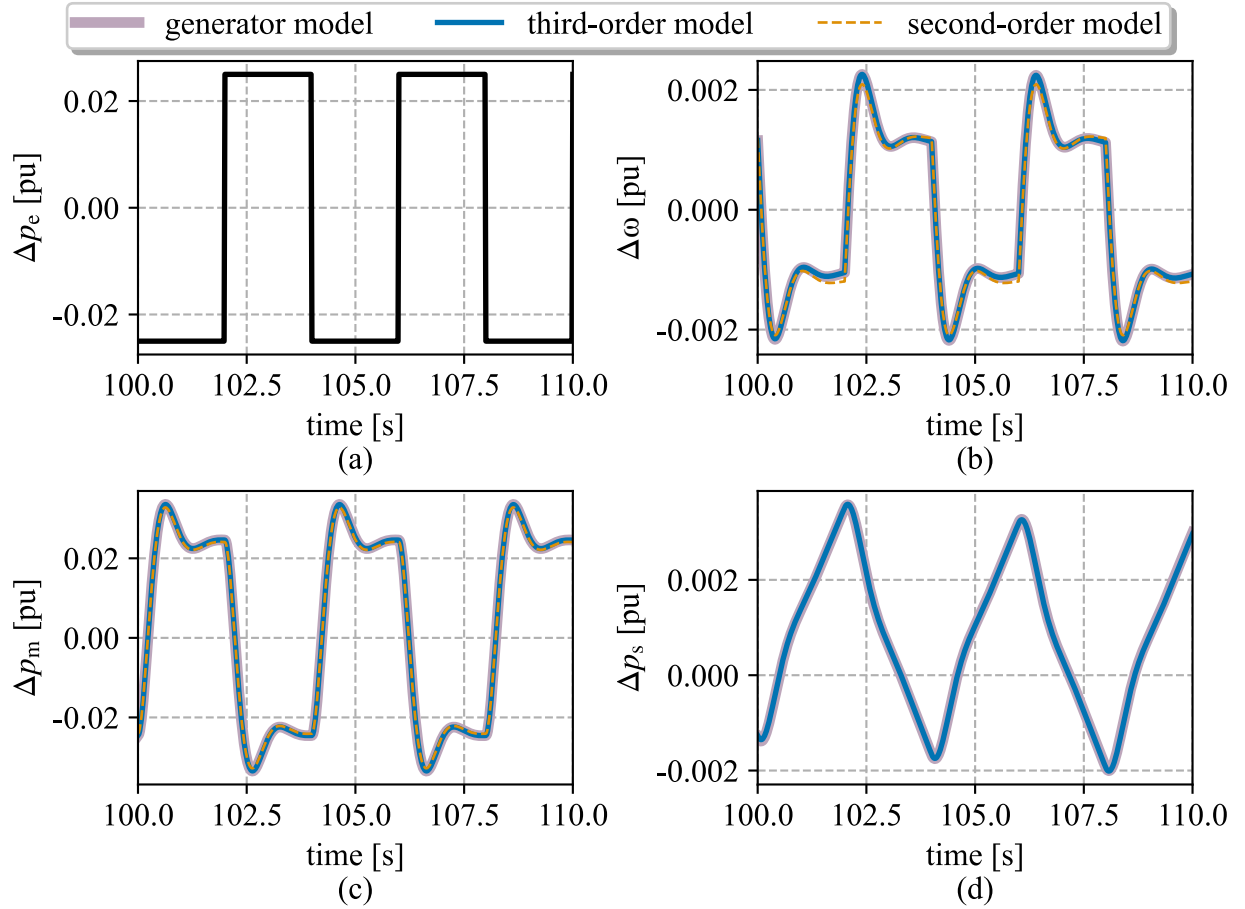 generator model third-order model second-order model
Δpe [pu]
0.02
0.00
-0.02
100.0 102.5 105.0 107.5 110.0
time [s]
(a)
Δω [pu]
0.002
0.000
-0.002
100.0 102.5 105.0 107.5 110.0
time [s]
(b)
Δpm [pu]
0.02
0.00
-0.02
100.0 102.5 105.0 107.5 110.0
time [s]
(c)
Δps [pu]
0.002
0.000
-0.002
100.0 102.5 105.0 107.5 110.0
time [s]
(d)